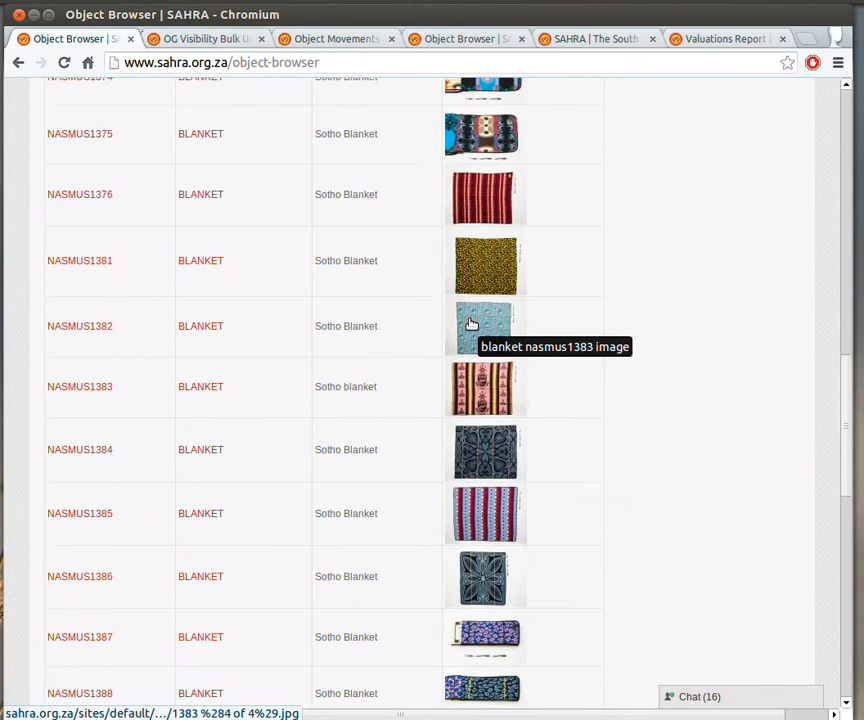 Object Browser | SAHRA - Chromium
Object Browser | S
OG Visibility Bulk U
Object Movements
Object Browser | S
SAHRA | The South
Valuations Report |
www.sahra.org.za/object-browser
NASMUS1374
NASMUS1375 BLANKET Sotho Blanket
NASMUS1376 BLANKET Sotho Blanket
NASMUS1381 BLANKET Sotho Blanket
NASMUS1382 BLANKET Sotho Blanket
blanket nasmus1383 image
NASMUS1383 BLANKET Sotho blanket
NASMUS1384 BLANKET Sotho Blanket
NASMUS1385 BLANKET Sotho Blanket
NASMUS1386 BLANKET Sotho Blanket
NASMUS1387 BLANKET Sotho Blanket
NASMUS1388 BLANKET Sotho Blanket
Chat (16)
sahra.org.za/sites/default/.../1383 %284 of 4%29.jpg